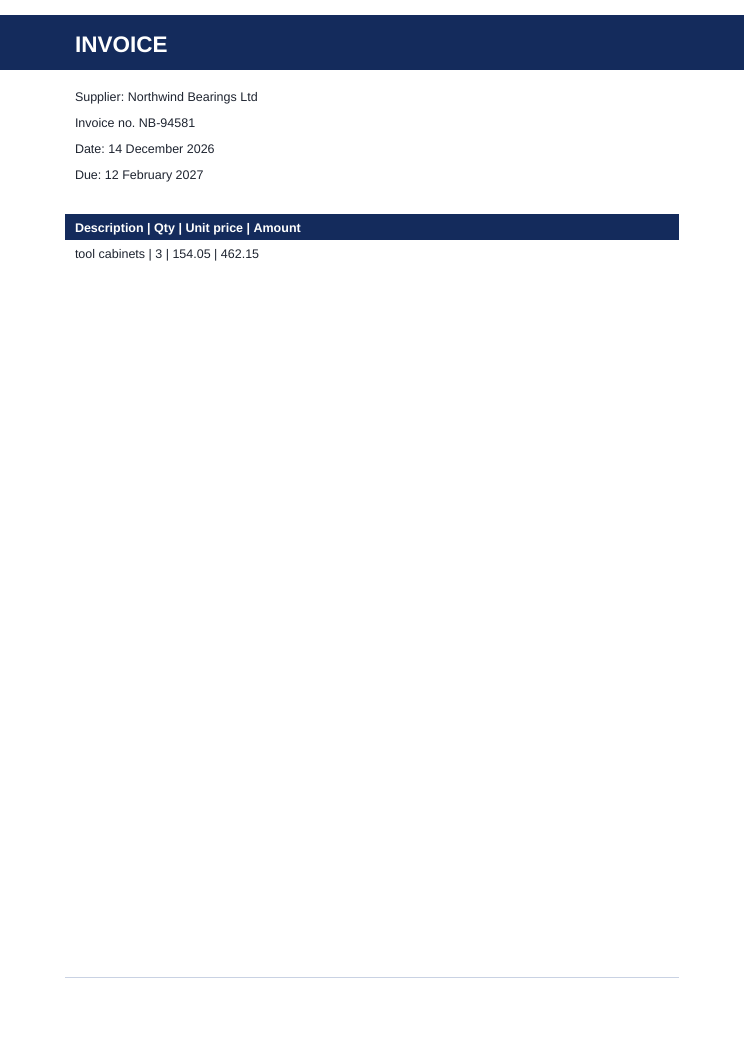 INVOICE
Supplier: Northwind Bearings Ltd
Invoice no. NB-94581
Date: 14 December 2026
Due: 12 February 2027
Description | Qty | Unit price | Amount
tool cabinets | 3 | 154.05 | 462.15